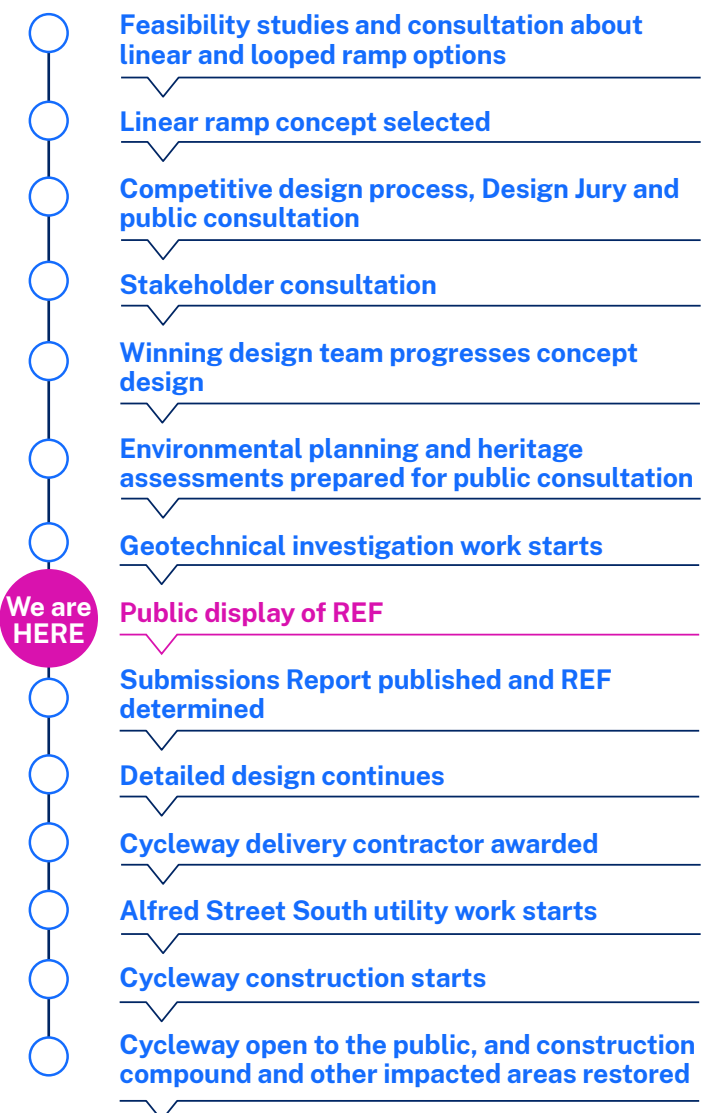 Feasibility studies and consultation about
linear and looped ramp options
Linear ramp concept selected
Competitive design process, Design Jury and
public consultation
Stakeholder consultation
Winning design team progresses concept
design
Environmental planning and heritage
assessments prepared for public consultation
Geotechnical investigation work starts
We are
HERE
Public display of REF
Submissions Report published and REF
determined
Detailed design continues
Cycleway delivery contractor awarded
Alfred Street South utility work starts
Cycleway construction starts
Cycleway open to the public, and construction
compound and other impacted areas restored